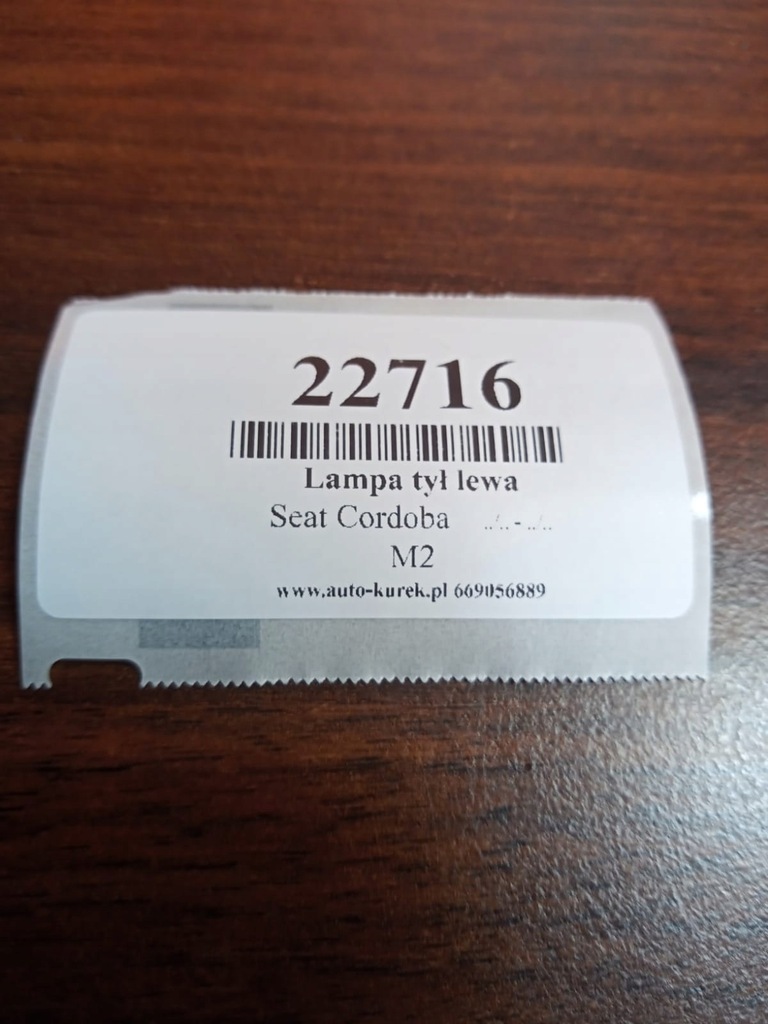 22716
Lampa tył lewa
Seat Cordoba ../.. - ../..
M2
www.auto-kurek.pl 669056889